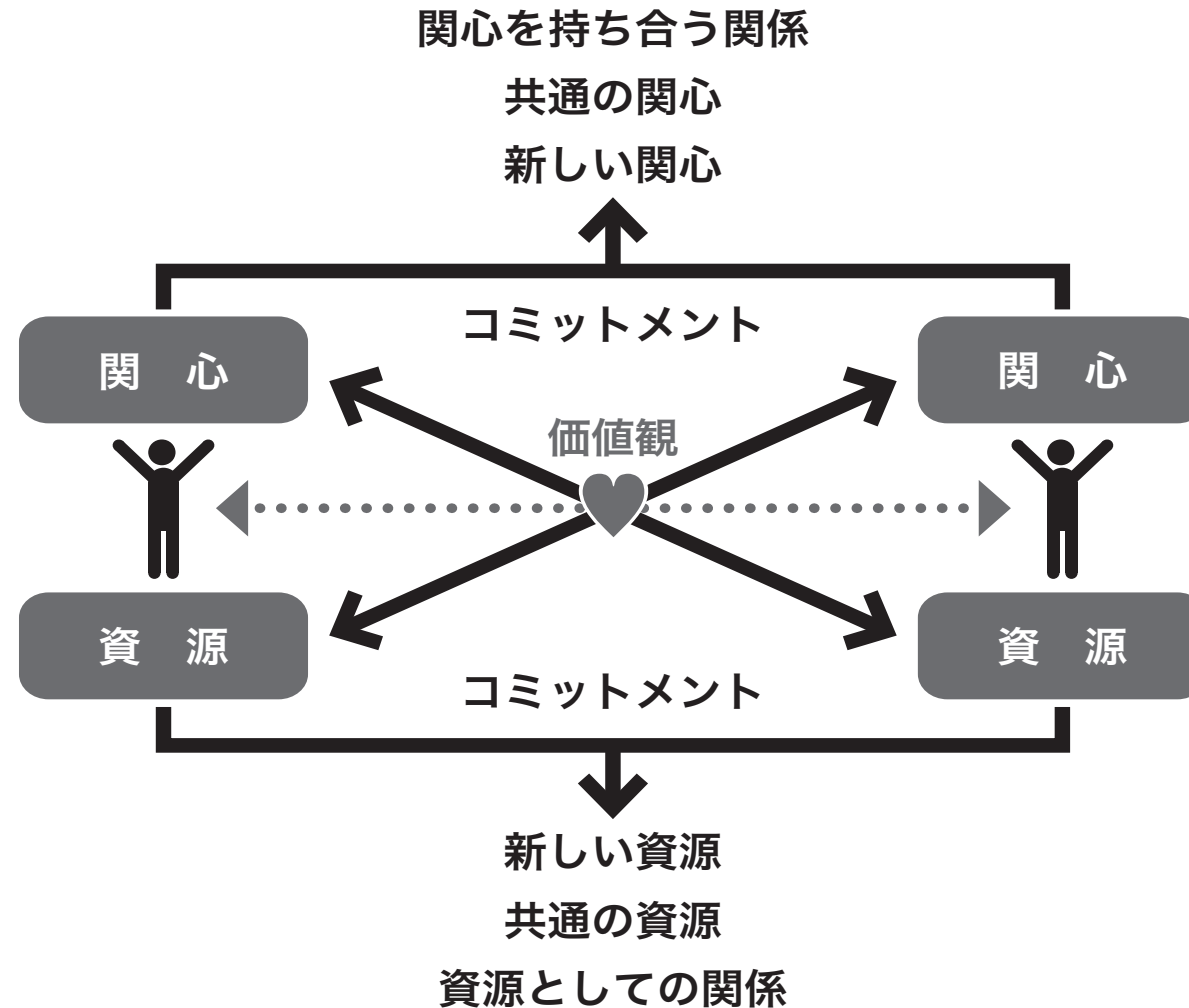 関心を持ち合う関係
共通の関心
新しい関心
コミットメント
関　心
関　心
価値観
資　源
資　源
コミットメント
新しい資源
共通の資源
資源としての関係